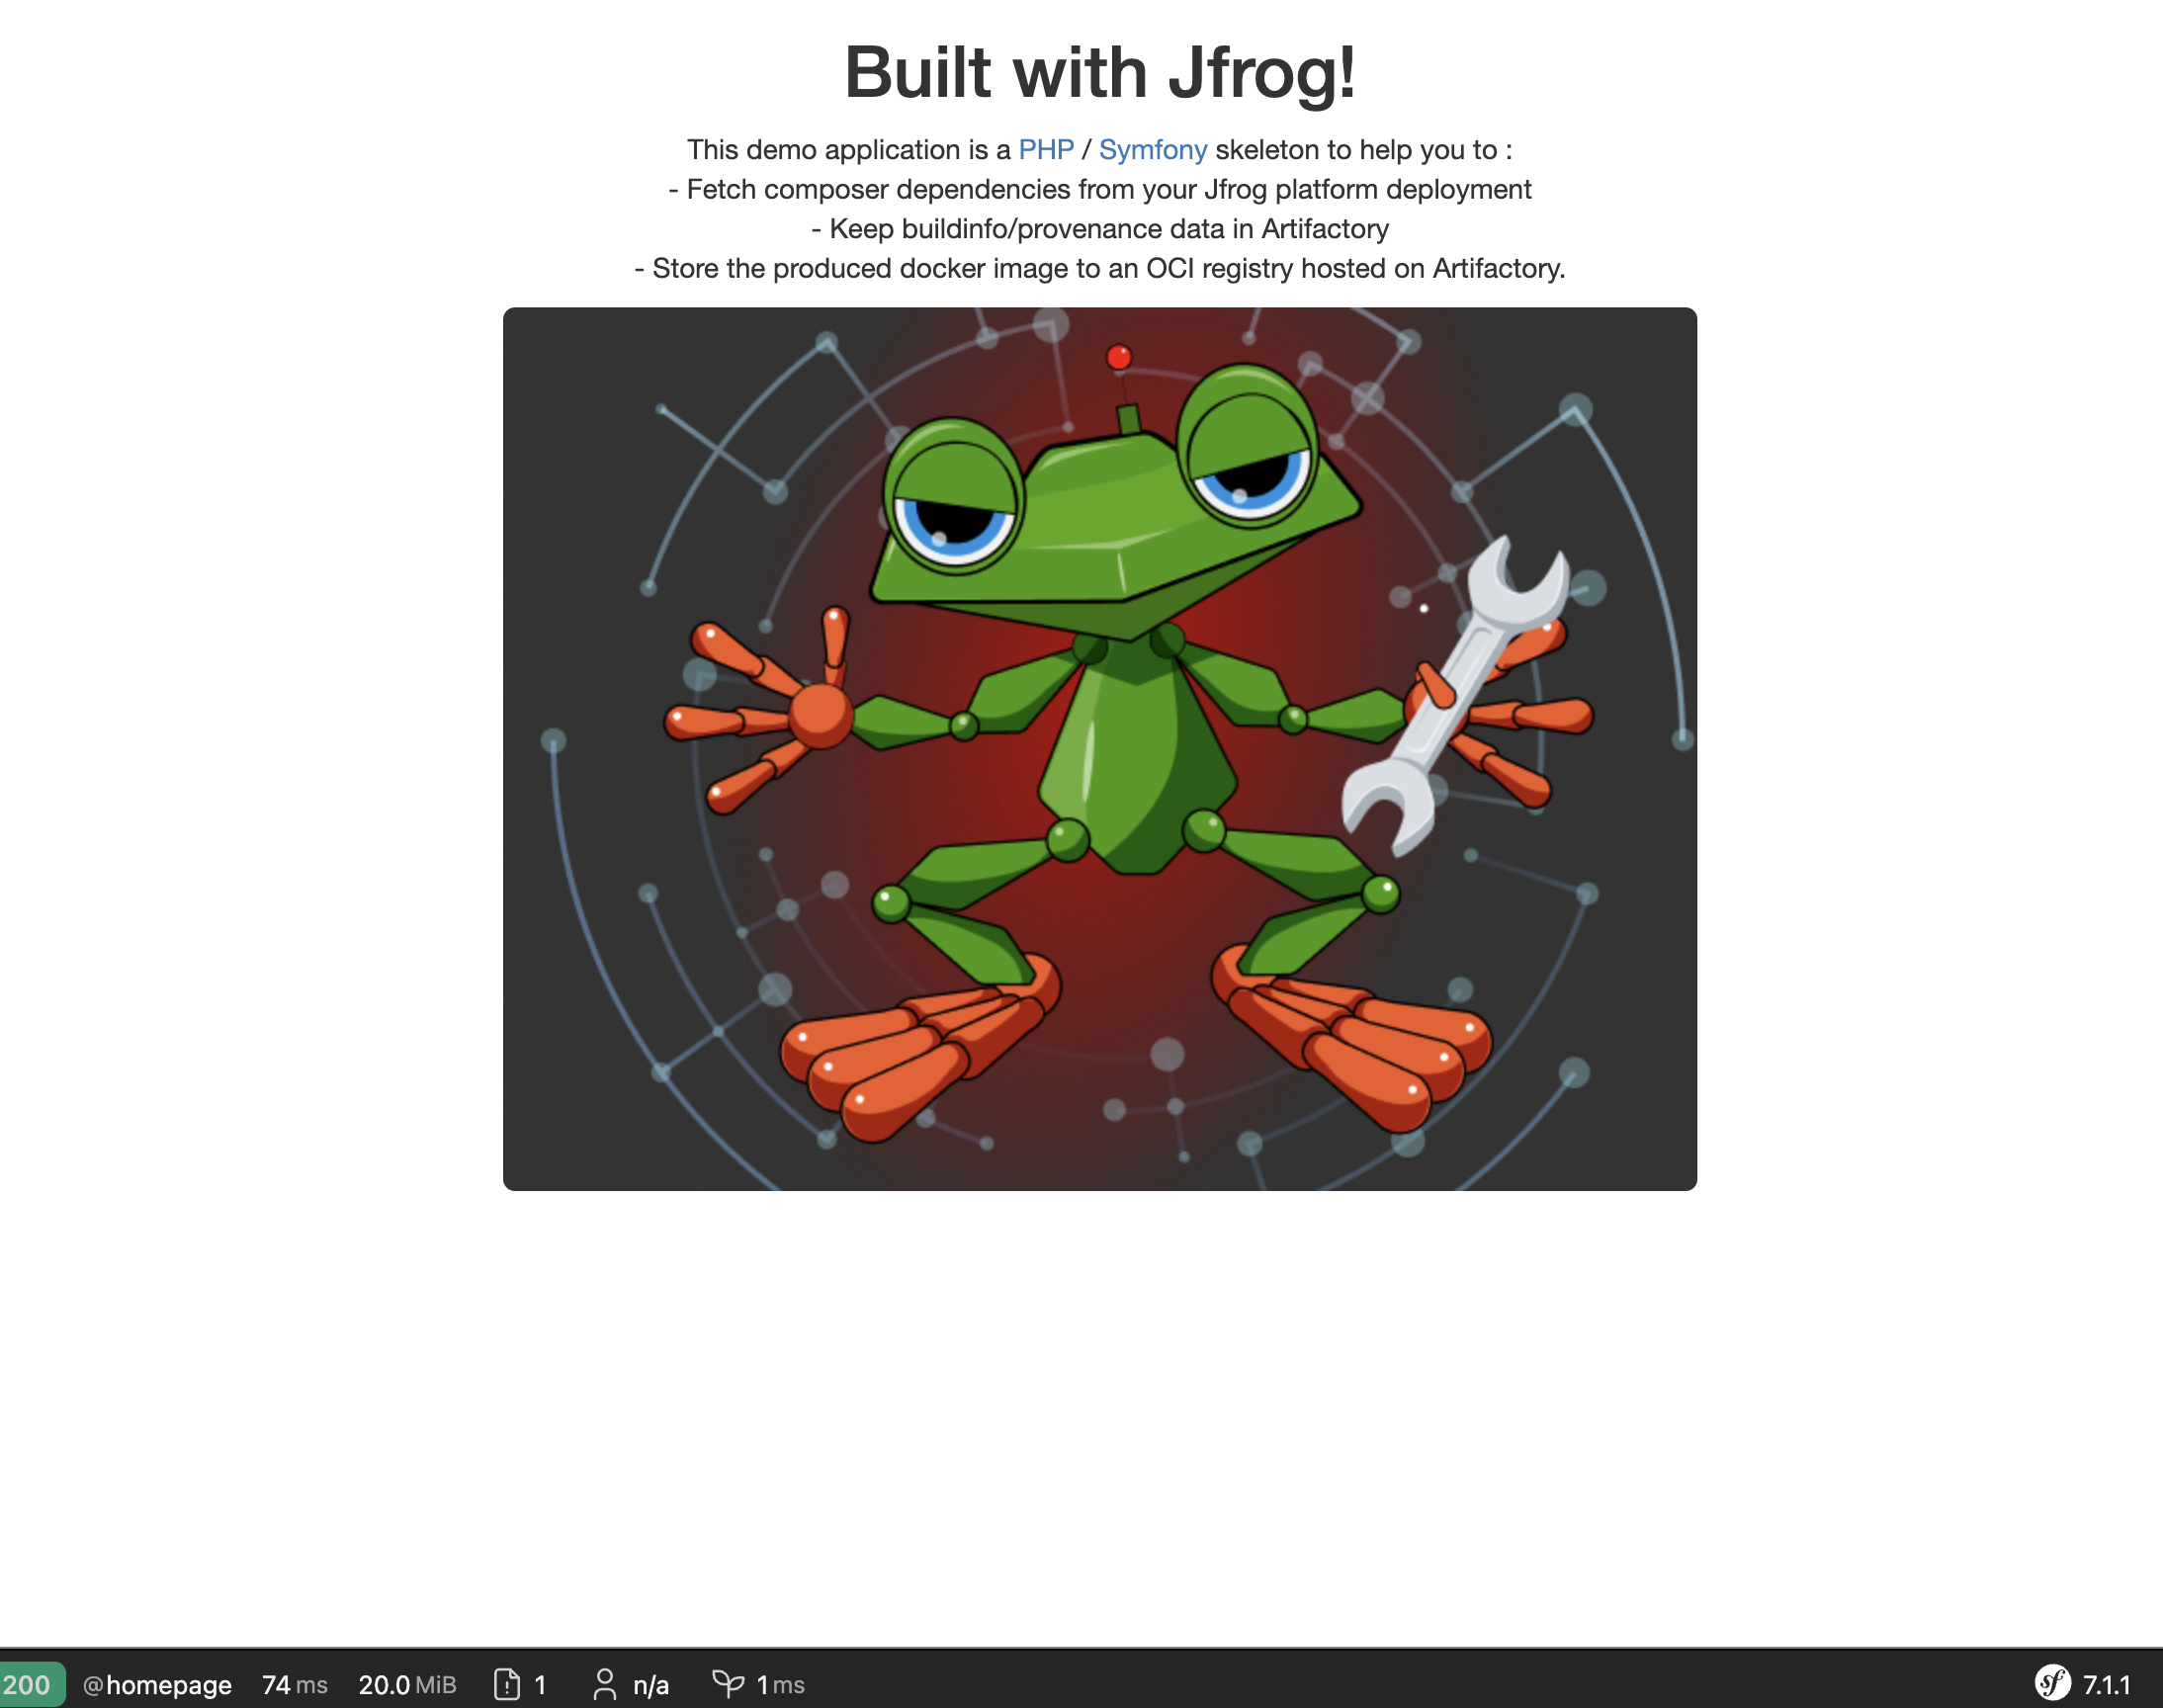 Built with Jfrog!
This demo application is a PHP / Symfony skeleton to help you to :
- Fetch composer dependencies from your Jfrog platform deployment
- Keep buildinfo/provenance data in Artifactory
- Store the produced docker image to an OCI registry hosted on Artifactory.
200 @homepage 74 ms 20.0 MiB 1 n/a 1 ms sf 7.1.1